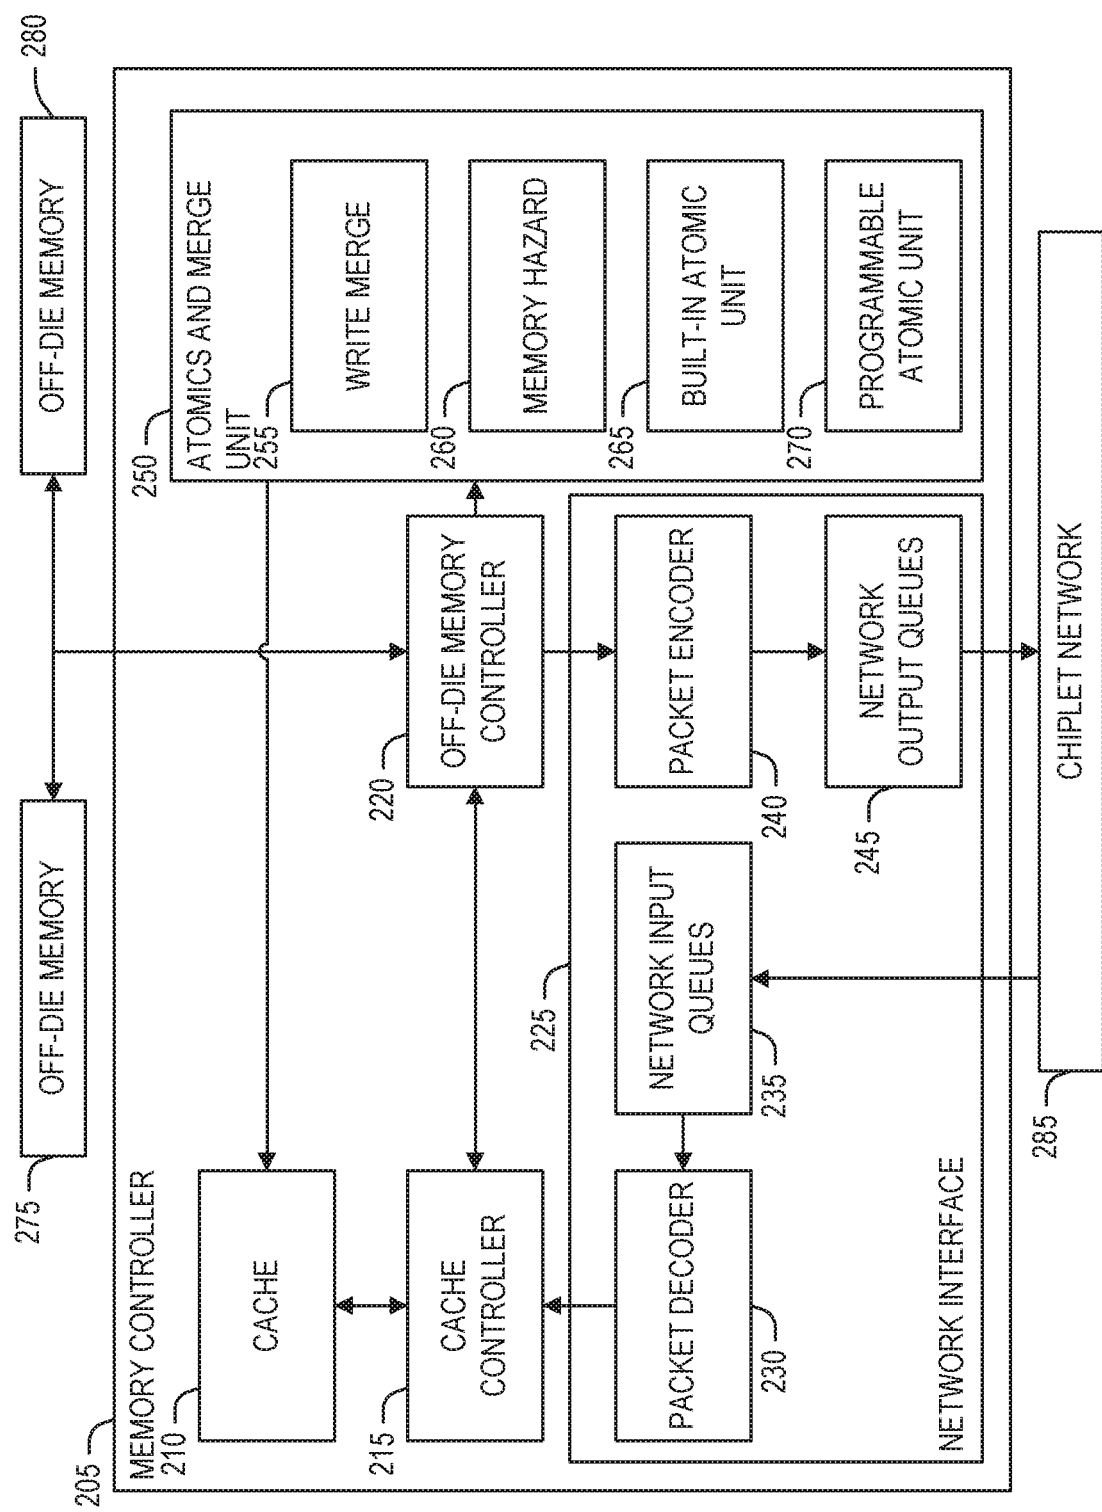 275
OFF-DIE MEMORY
OFF-DIE MEMORY
280
205
MEMORY CONTROLLER
210
CACHE
215
CACHE
CONTROLLER
220
OFF-DIE MEMORY
CONTROLLER
250
ATOMICS AND MERGE
UNIT
255
WRITE MERGE
260
MEMORY HAZARD
265
BUILT-IN ATOMIC
UNIT
270
PROGRAMMABLE
ATOMIC UNIT
225
PACKET DECODER
230
NETWORK INPUT
QUEUES
235
PACKET ENCODER
240
NETWORK
OUTPUT QUEUES
245
NETWORK INTERFACE
285
CHIPLET NETWORK